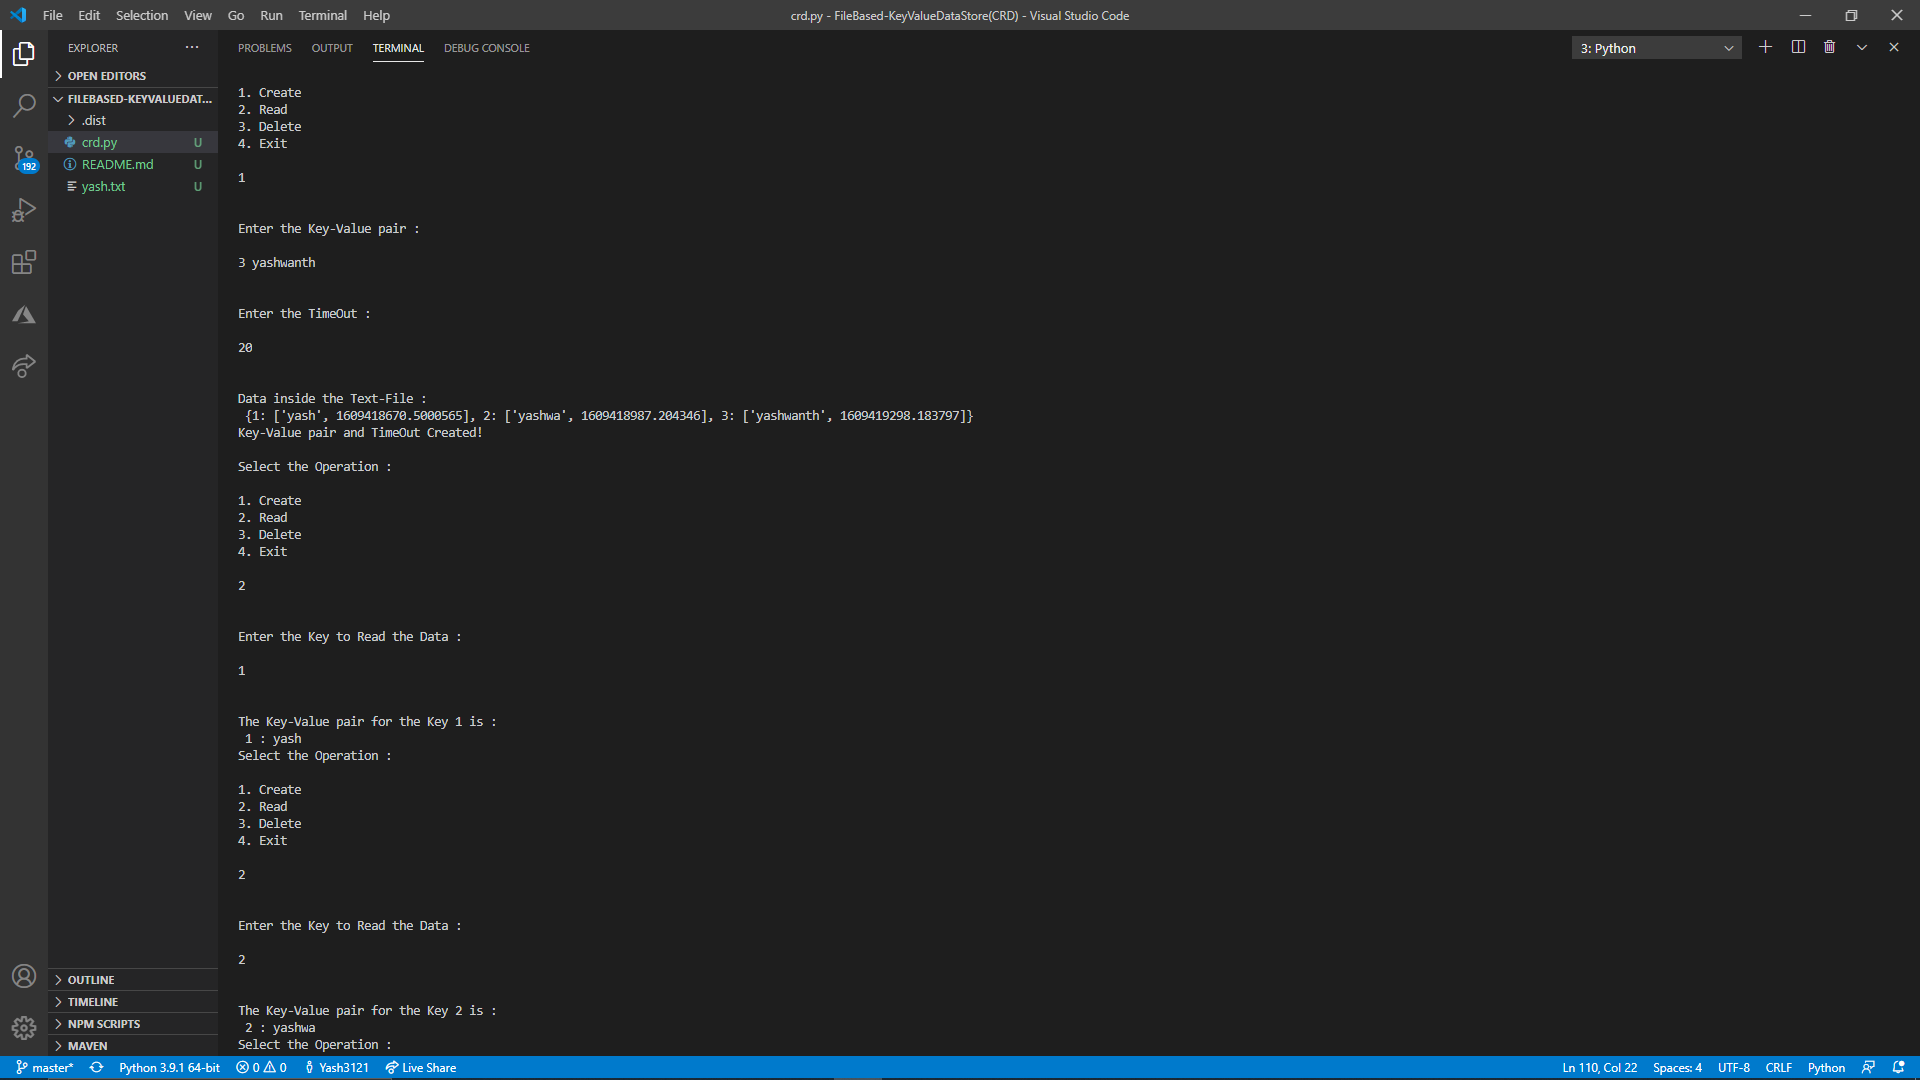 File Edit Selection View Go Run Terminal Help
crd.py - FileBased-KeyValueDataStore(CRD) - Visual Studio Code
EXPLORER
PROBLEMS OUTPUT TERMINAL DEBUG CONSOLE
3: Python
OPEN EDITORS
FILEBASED-KEYVALUEDAT...
.dist
crd.py U
README.md U
yash.txt U
192
1. Create
2. Read
3. Delete
4. Exit
1
Enter the Key-Value pair :
3 yashwanth
Enter the TimeOut :
20
Data inside the Text-File :
{1: ['yash', 1609418670.5000565], 2: ['yashwa', 1609418987.204346], 3: ['yashwanth', 1609419298.183797]}
Key-Value pair and TimeOut Created!
Select the Operation :
1. Create
2. Read
3. Delete
4. Exit
2
Enter the Key to Read the Data :
1
The Key-Value pair for the Key 1 is :
1 : yash
Select the Operation :
1. Create
2. Read
3. Delete
4. Exit
2
Enter the Key to Read the Data :
2
The Key-Value pair for the Key 2 is :
2 : yashwa
Select the Operation :
OUTLINE
TIMELINE
NPM SCRIPTS
MAVEN
master* Python 3.9.1 64-bit 0 0 Yash3121 Live Share
Ln 110, Col 22 Spaces: 4 UTF-8 CRLF Python